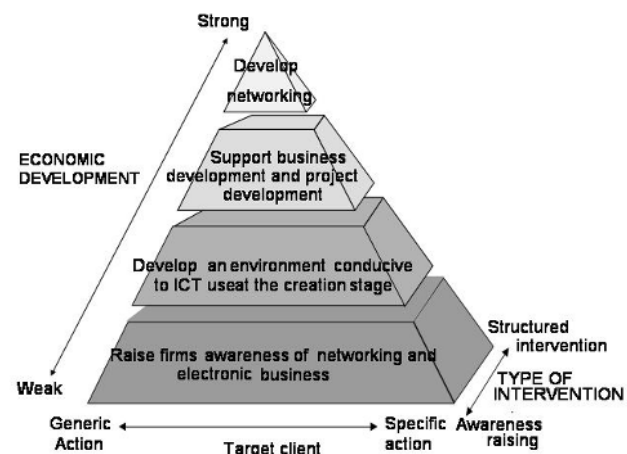 Strong
Develop
networking
ECONOMIC
DEVELOPMENT
Support business
development and project
development
Develop an environment conducive
to ICT useat the creation stage
Raise firms awareness of networking and
electronic business
Structured
intervention
TYPE OF
INTERVENTION
Weak
Generic
Action
Target client
Specific
action
Awareness
raising